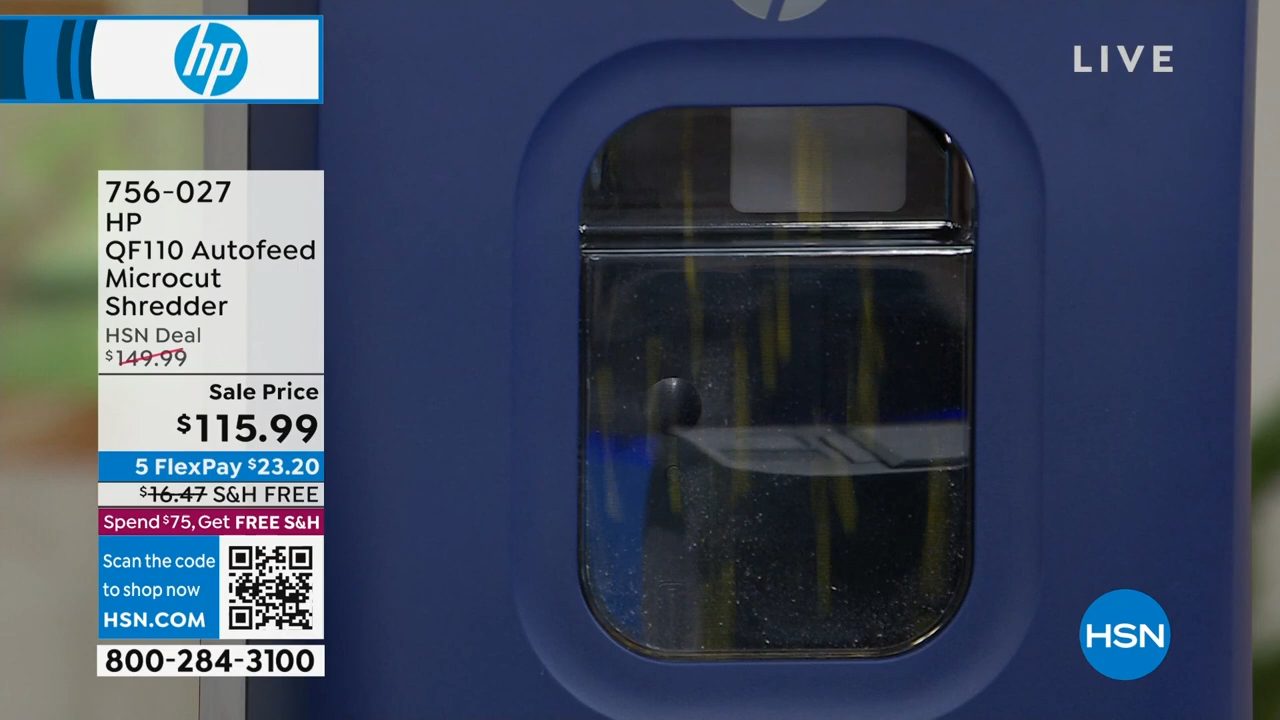 hp
LIVE
756-027
HP
QF110 Autofeed
Microcut
Shredder
HSN Deal
$149.99
Sale Price
$115.99
5 FlexPay $23.20
$16.47 S&H FREE
Spend $75, Get FREE S&H
Scan the code
to shop now
HSN.COM
800-284-3100
HSN